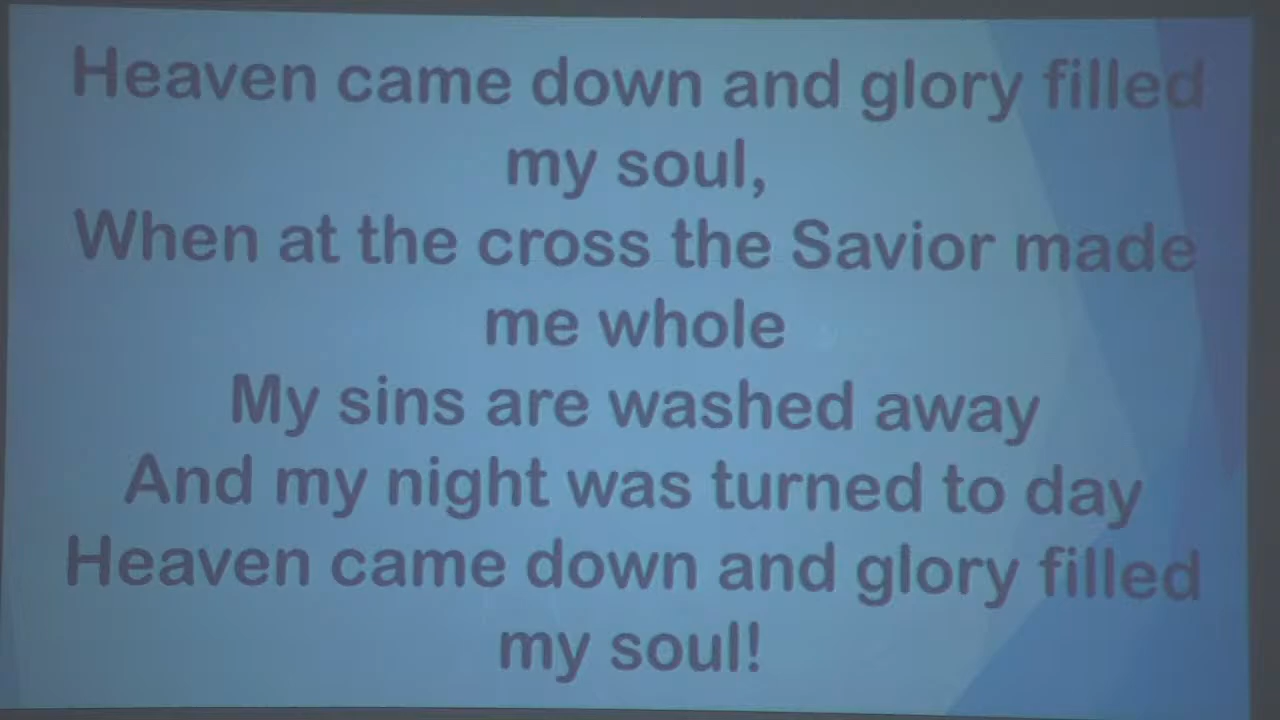 Heaven came down and glory filled
my soul,
When at the cross the Savior made
me whole
My sins are washed away
And my night was turned to day
Heaven came down and glory filled
my soul!